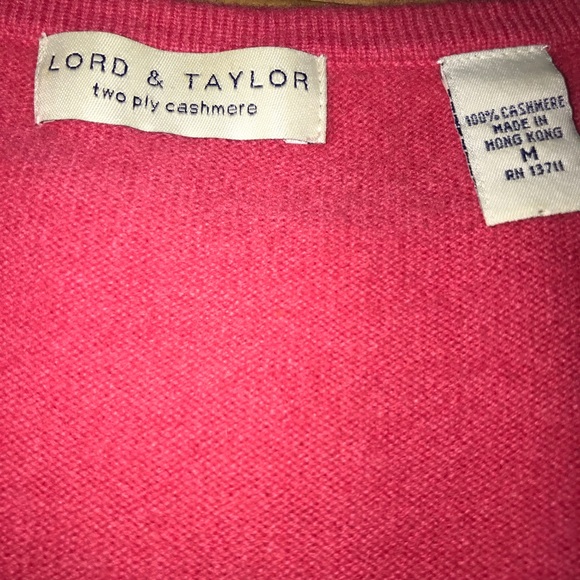 LORD & TAYLOR
two ply cashmere
100% CASHMERE
MADE IN
HONG KONG
M
RN 13711